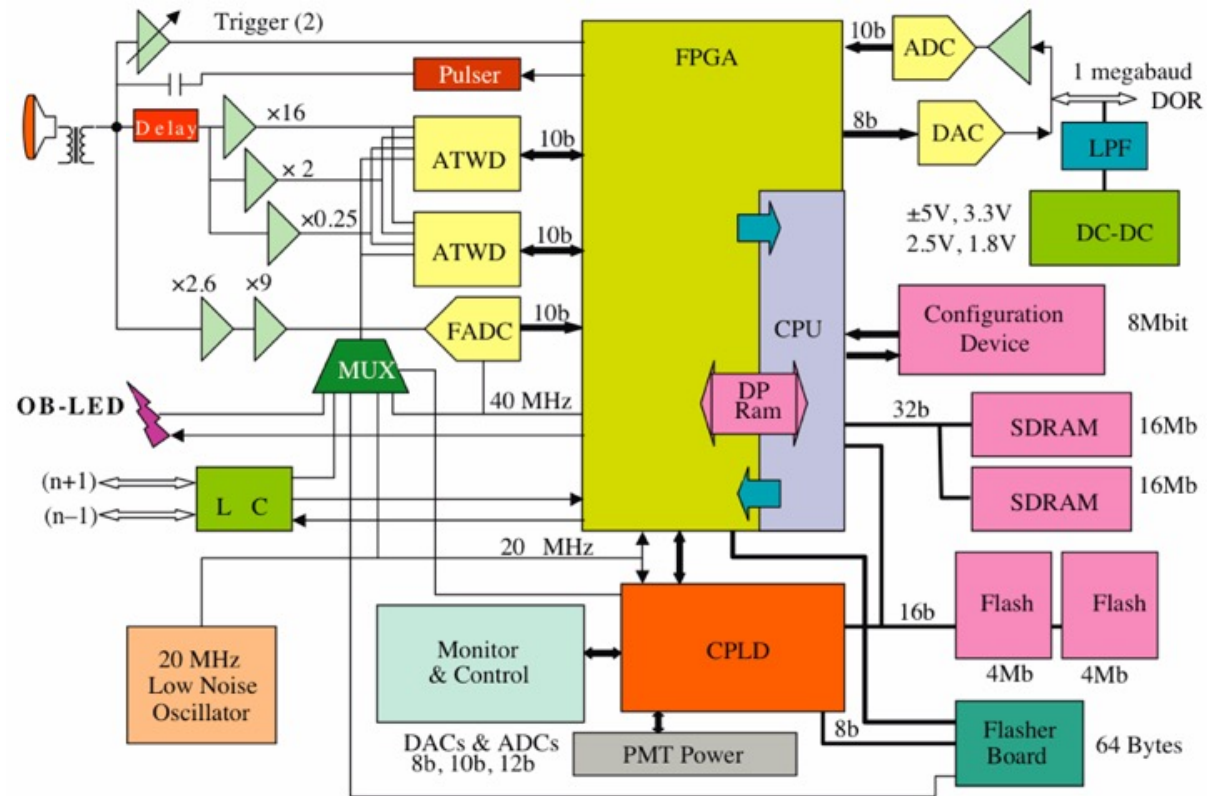 Trigger (2)
FPGA
10b
ADC
Pulser
1 megabaud
DOR
Delay
×16
ATWD
10b
8b
DAC
LPF
× 2
×0.25
ATWD
10b
±5V, 3.3V
2.5V, 1.8V
DC-DC
×2.6
×9
FADC
10b
CPU
Configuration
Device
8Mbit
MUX
OB-LED
40 MHz
DP
Ram
32b
SDRAM
16Mb
SDRAM
16Mb
(n+1)
(n−1)
L C
20 MHz
20 MHz
Low Noise
Oscillator
Monitor
& Control
CPLD
16b
Flash
Flash
4Mb
4Mb
DACs & ADCs
8b, 10b, 12b
PMT Power
8b
Flasher
Board
64 Bytes